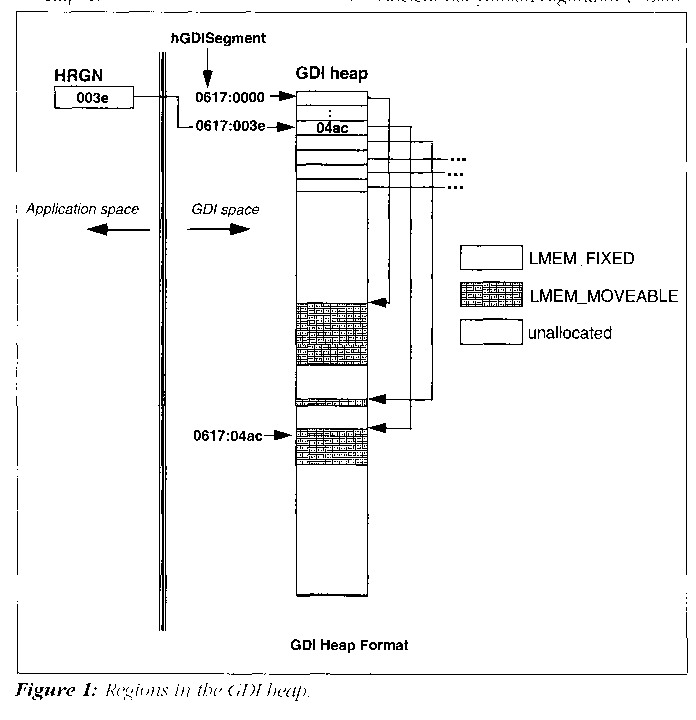 hGDISegment
HRGN
GDI heap
003e
0617:0000
0617:003e
04ac
Application space
GDI space
LMEM_FIXED
LMEM_MOVEABLE
unallocated
0617:04ac
GDI Heap Format
Figure 1: Regions in the GDI heap.